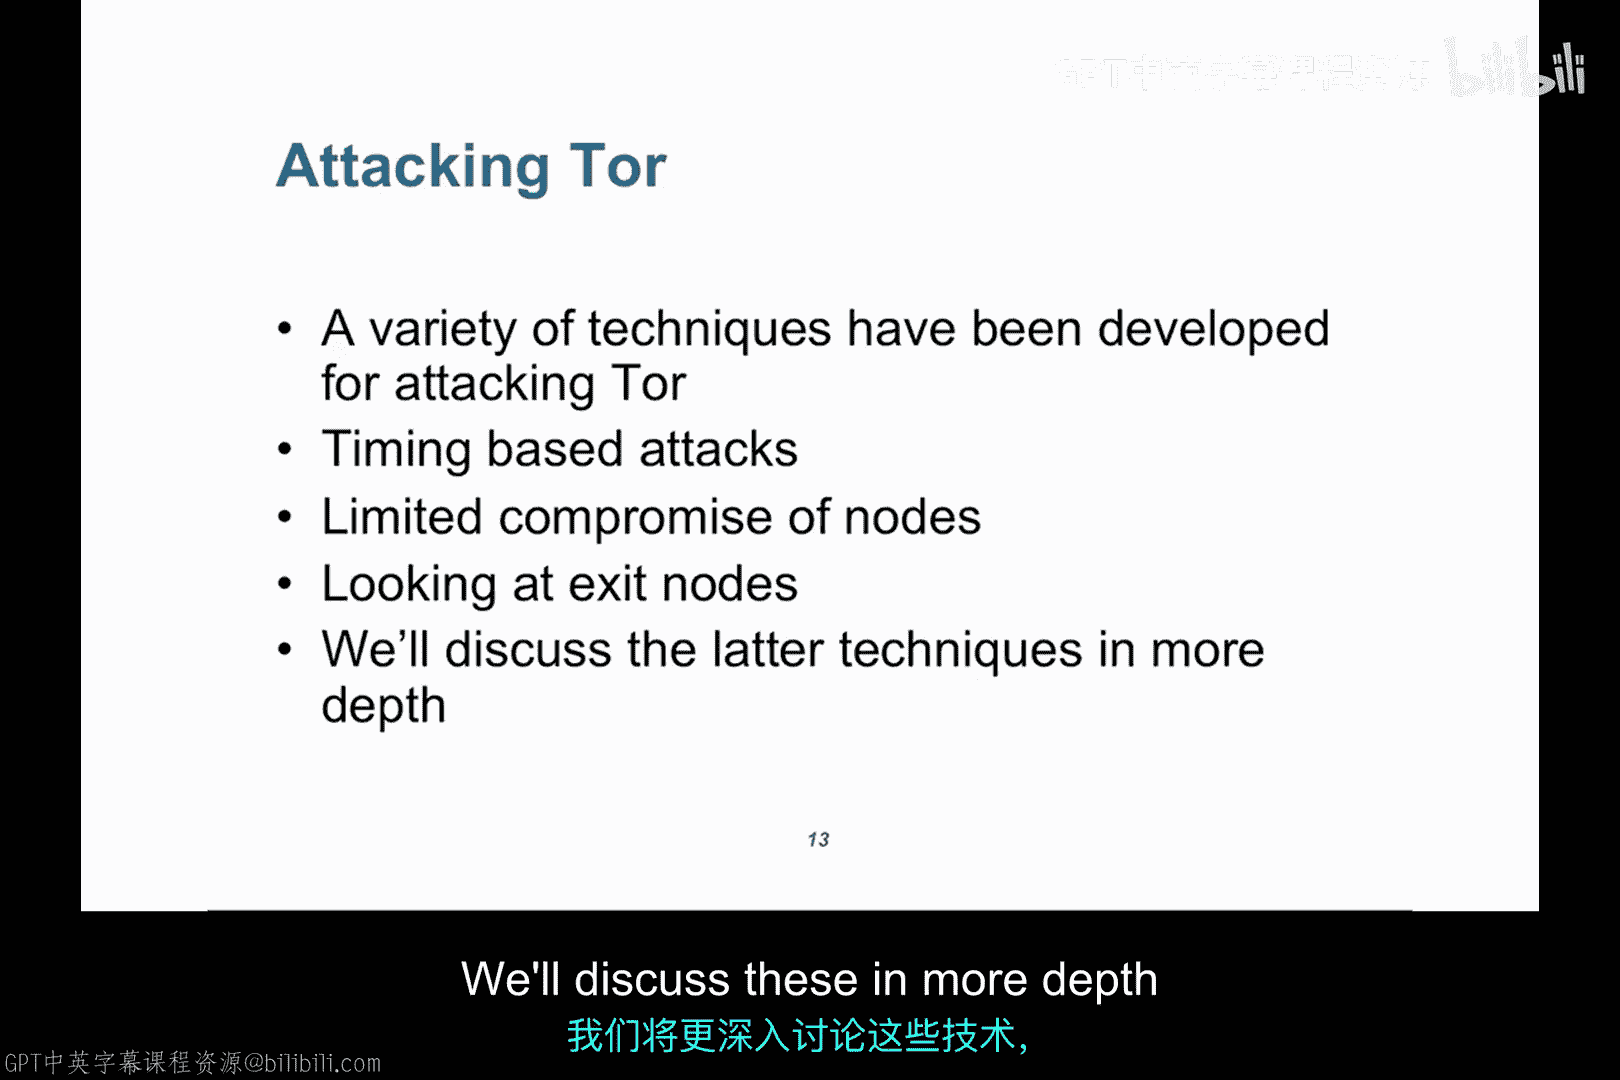 bilibili
Attacking Tor
• A variety of techniques have been developed
for attacking Tor
• Timing based attacks
• Limited compromise of nodes
• Looking at exit nodes
• We’ll discuss the latter techniques in more
depth
13
We'll discuss these in more depth
我们将更深入讨论这些技术,
GPT中英字幕课程资源@bilibili.com